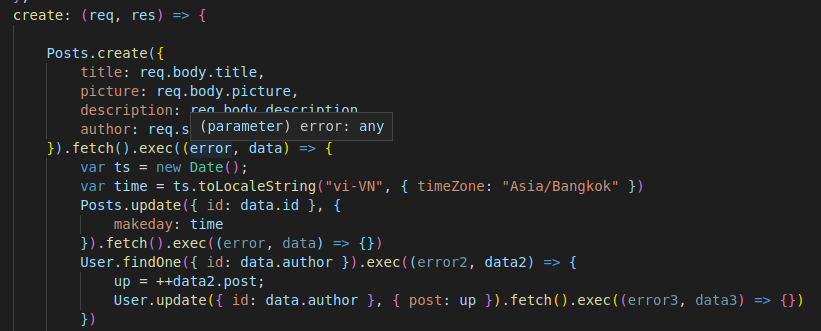 create: (req, res) => {
Posts.create({
title: req.body.title,
picture: req.body.picture,
description: req.body.description
author: req.s
(parameter) error: any
}).fetch().exec((error, data) => {
var ts = new Date();
var time = ts.toLocaleString("vi-VN", { timeZone: "Asia/Bangkok" })
Posts.update({ id: data.id }, {
makeday: time
}).fetch().exec((error, data) => {})
User.findOne({ id: data.author }).exec((error2, data2) => {
up = ++data2.post;
User.update({ id: data.author }, { post: up }).fetch().exec((error3, data3) => {})
})